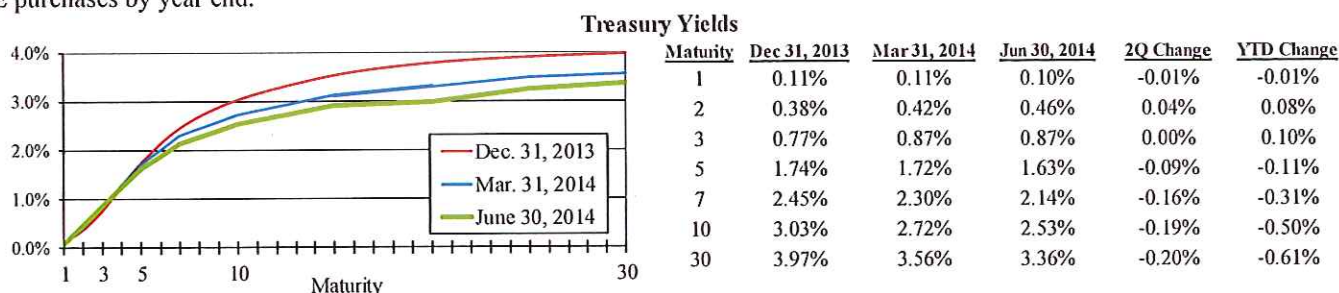 purchases by year end.
Treasury Yields
4.0%
3.0%
2.0%
1.0%
0.0%
Dec. 31, 2013
Mar. 31, 2014
June 30, 2014
1 3 5 10 30
Maturity
Maturity Dec 31, 2013 Mar 31, 2014 Jun 30, 2014 2Q Change YTD Change
1 0.11% 0.11% 0.10% -0.01% -0.01%
2 0.38% 0.42% 0.46% 0.04% 0.08%
3 0.77% 0.87% 0.87% 0.00% 0.10%
5 1.74% 1.72% 1.63% -0.09% -0.11%
7 2.45% 2.30% 2.14% -0.16% -0.31%
10 3.03% 2.72% 2.53% -0.19% -0.50%
30 3.97% 3.56% 3.36% -0.20% -0.61%